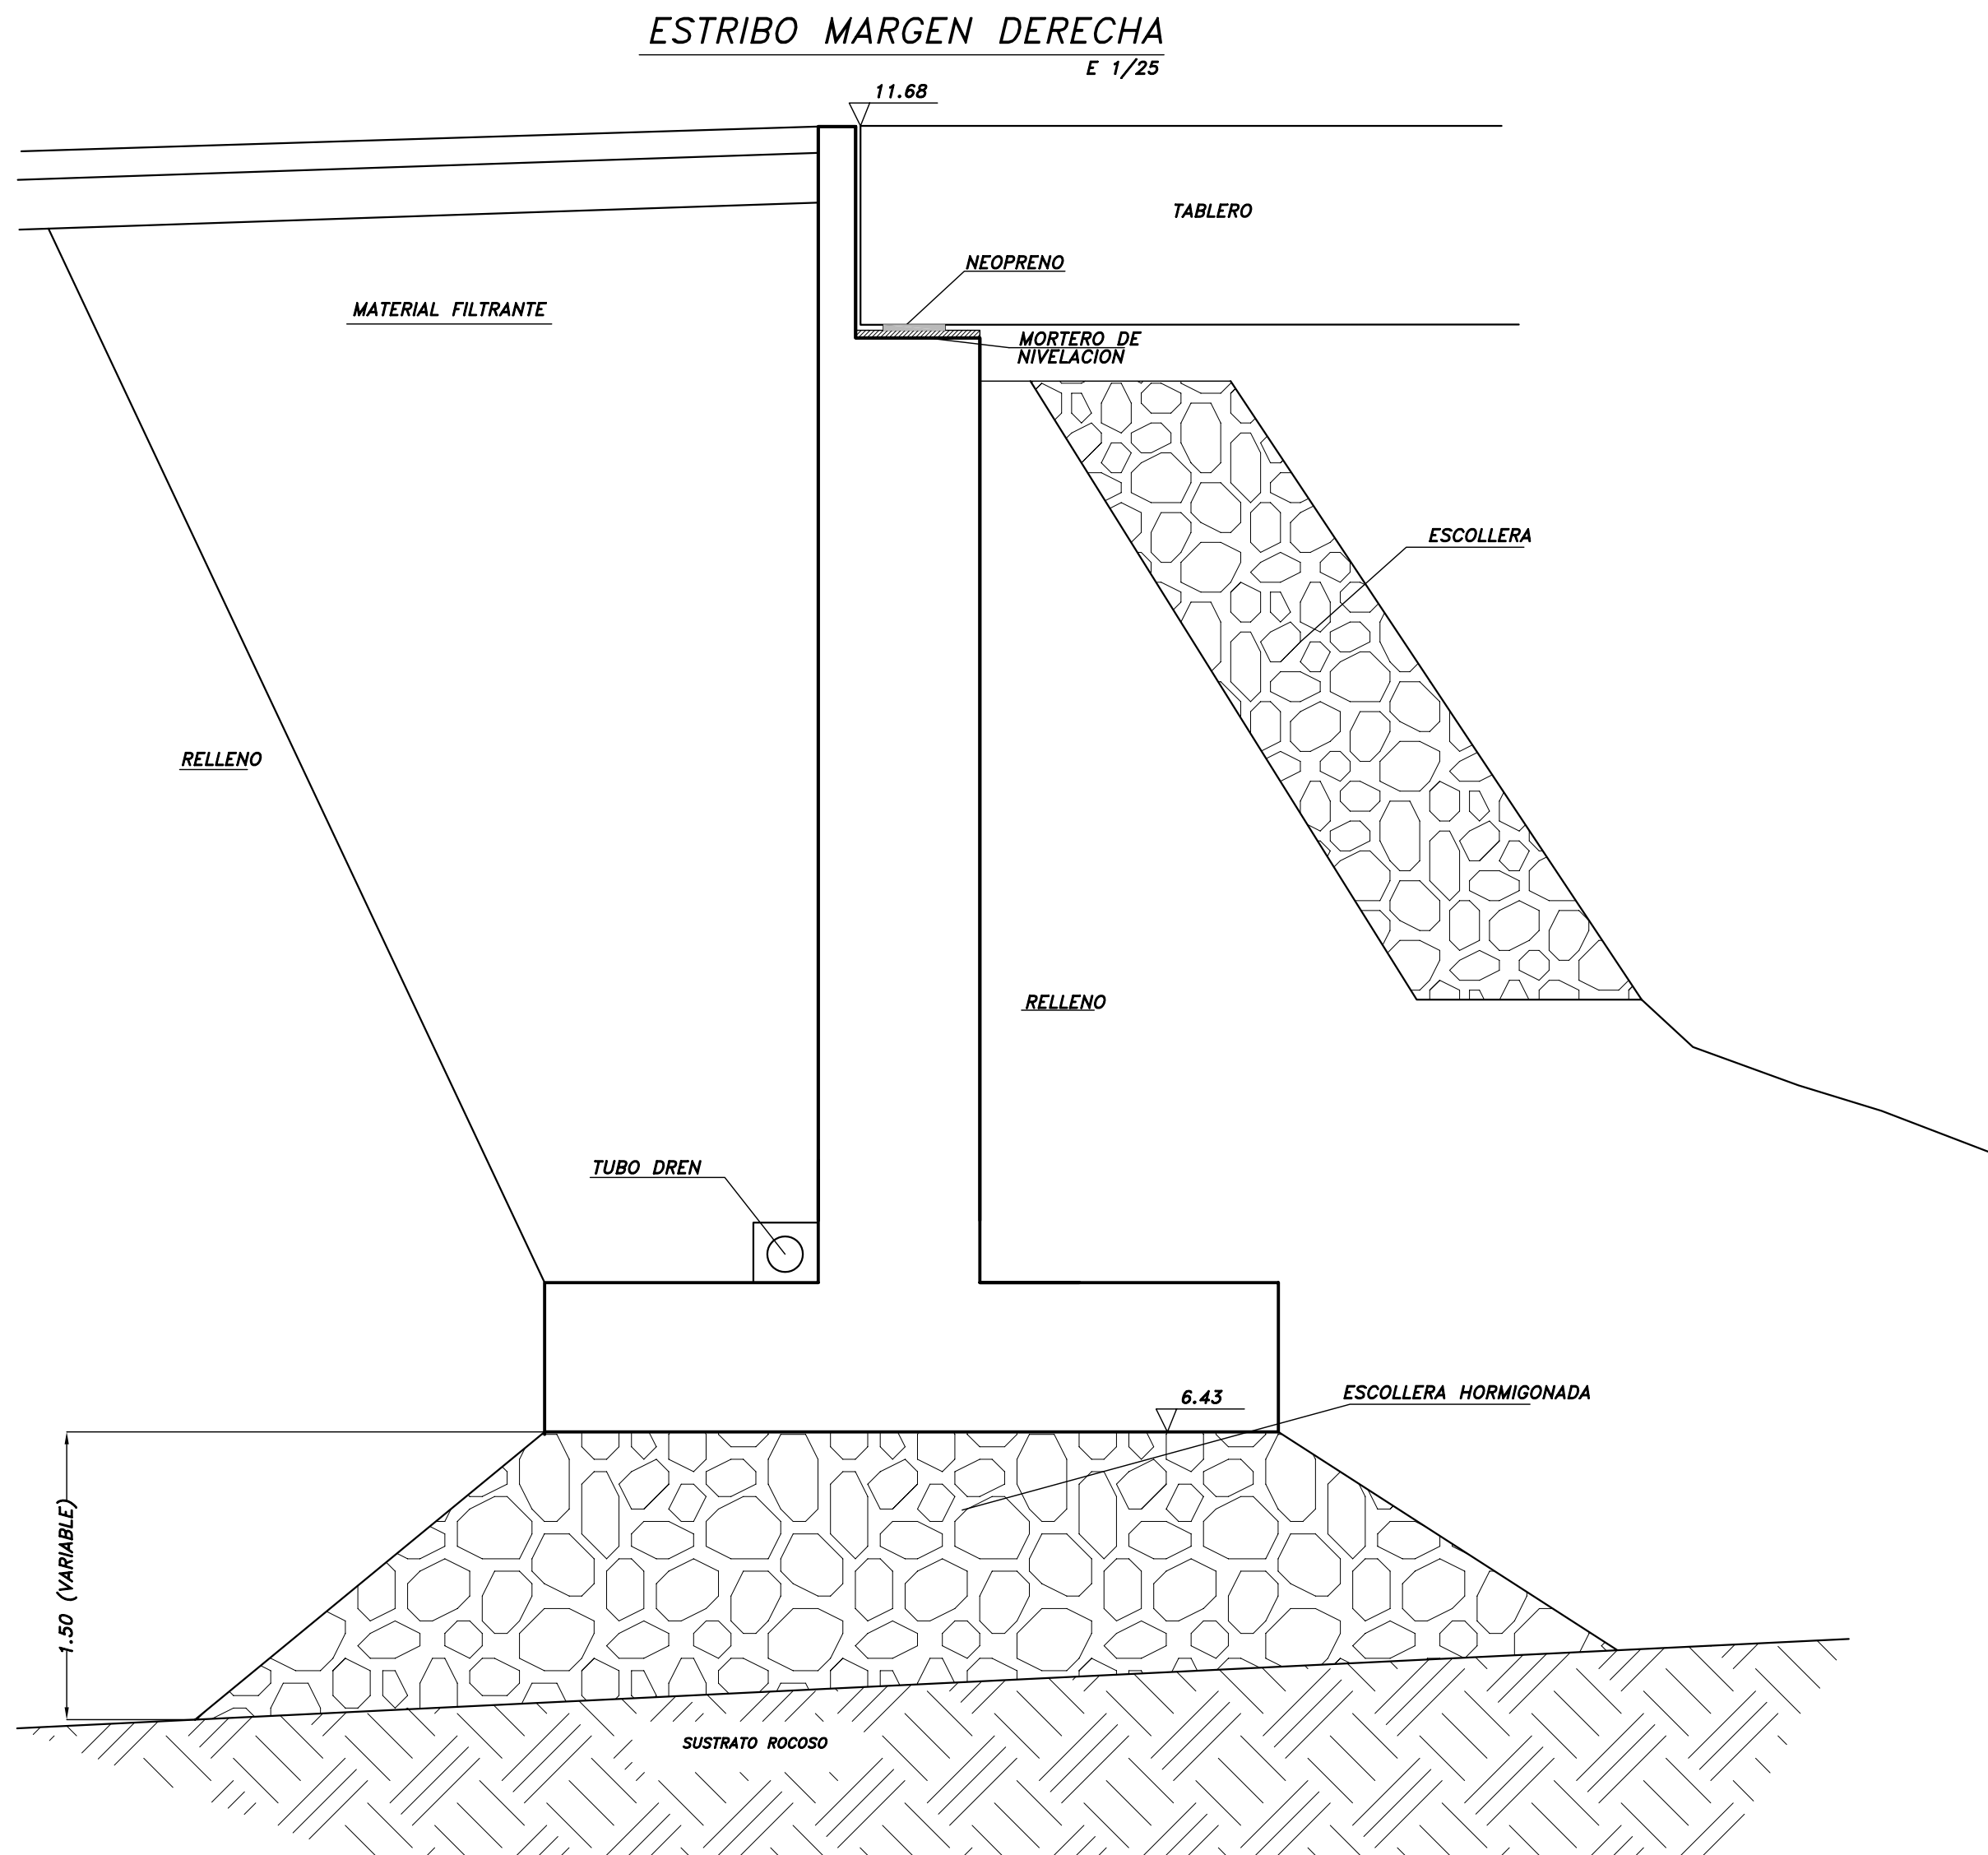 ESTRIBO MARGEN DERECHA
E 1/25
11.68
TABLERO
NEOPRENO
MATERIAL FILTRANTE
MORTERO DE
NIVELACION
ESCOLLERA
RELLENO
RELLENO
TUBO DREN
6.43
ESCOLLERA HORMIGONADA
1.50 (VARIABLE)
SUSTRATO ROCOSO